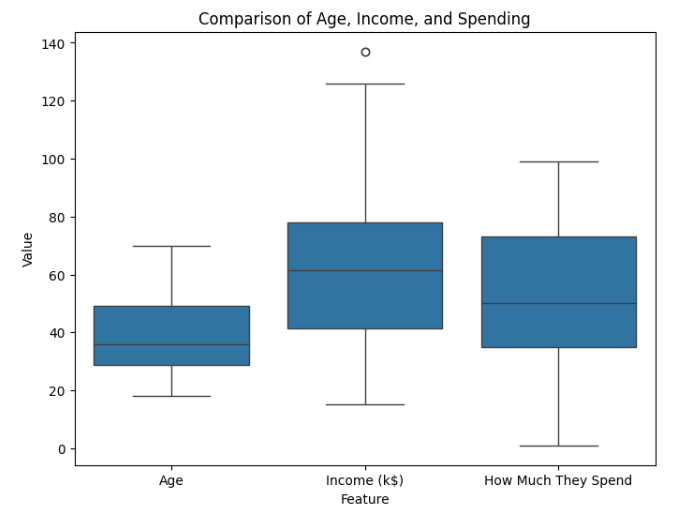 Comparison of Age, Income, and Spending
140
120
100
80
60
40
20
0
Value
Age
Income (k$)
How Much They Spend
Feature